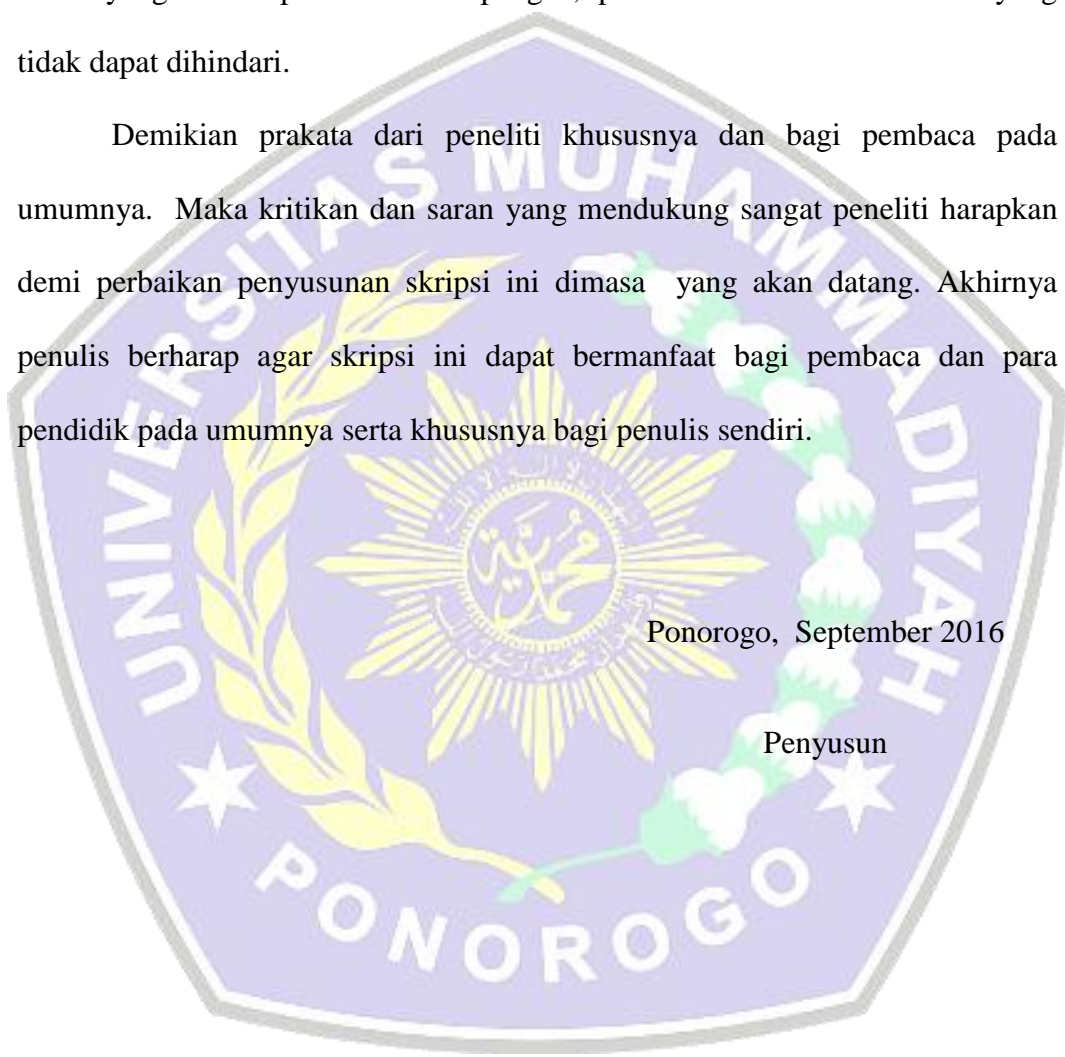 tidak dapat dihindari.
Demikian prakata dari peneliti khususnya dan bagi pembaca pada
umumnya. Maka kritikan dan saran yang mendukung sangat peneliti harapkan
demi perbaikan penyusunan skripsi ini dimasa yang akan datang. Akhirnya
penulis berharap agar skripsi ini dapat bermanfaat bagi pembaca dan para
pendidik pada umumnya serta khususnya bagi penulis sendiri.
Ponorogo, September 2016
Penyusun
UNIVERSITAS MUHAMMADIYAH
PONOROGO
محمدية